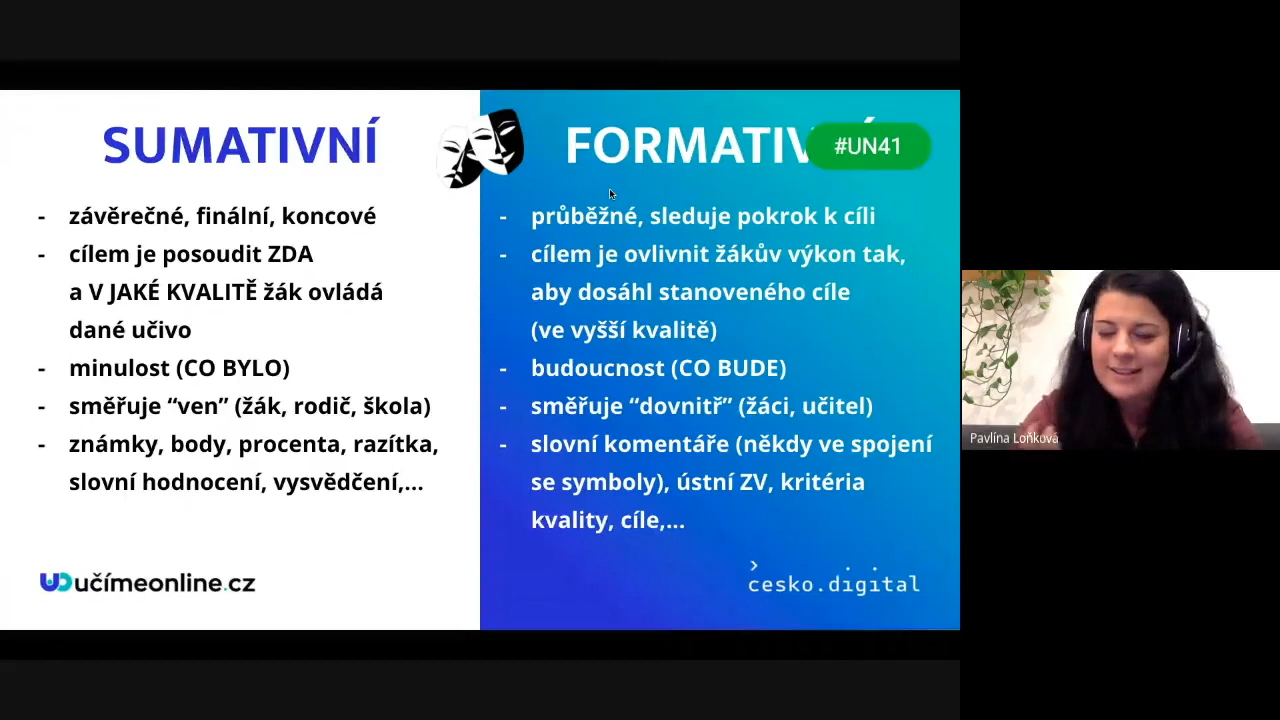 SUMATIVNÍ
- závěrečné, finální, koncové
- cílem je posoudit ZDA
a V JAKÉ KVALITĚ žák ovládá
dané učivo
- minulost (CO BYLO)
- směřuje “ven” (žák, rodič, škola)
- známky, body, procenta, razítka,
slovní hodnocení, vysvědčení,...
učímeonline.cz
FORMATIV
#UN41
- průběžné, sleduje pokrok k cíli
- cílem je ovlivnit žákův výkon tak,
aby dosáhl stanoveného cíle
(ve vyšší kvalitě)
- budoucnost (CO BUDE)
- směřuje “dovnitř” (žáci, učitel)
- slovní komentáře (někdy ve spojení
se symboly), ústní ZV, kritéria
kvality, cíle,...
česko.digital
Pavlína Loňková